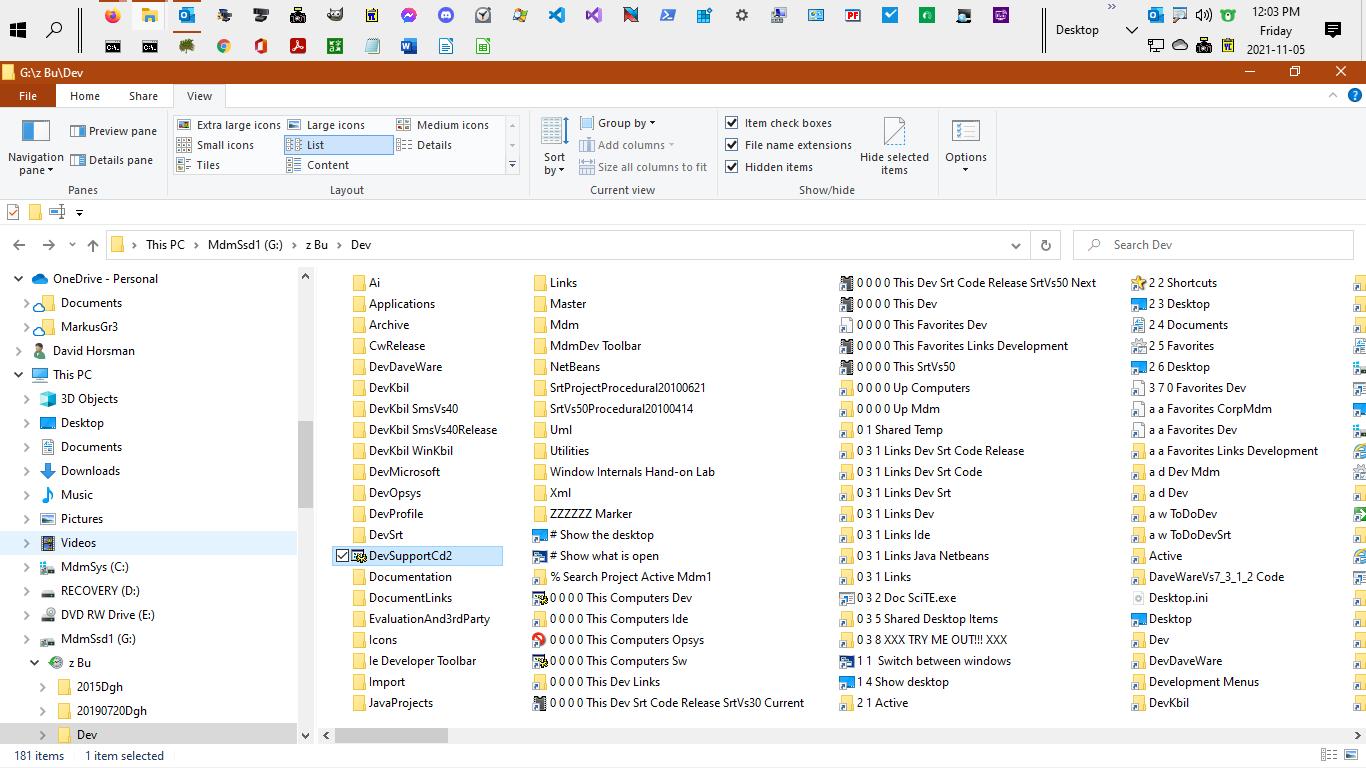 12:03 PM
Desktop
Friday
2021-11-05
G:\z Bu\Dev
File Home Share View
Navigation pane
Preview pane
Details pane
Panes
Extra large icons Large icons Medium icons
Small icons List Details
Tiles Content
Layout
Sort by
Group by
Add columns
Size all columns to fit
Current view
Item check boxes
File name extensions
Hidden items
Hide selected items
Show/hide
Options
This PC > MdmSsd1 (G:) > z Bu > Dev
Search Dev
OneDrive - Personal
Documents
MarkusGr3
David Horsman
This PC
3D Objects
Desktop
Documents
Downloads
Music
Pictures
Videos
MdmSys (C:)
RECOVERY (D:)
DVD RW Drive (E:)
MdmSsd1 (G:)
z Bu
2015Dgh
20190720Dgh
Dev
Ai
Applications
Archive
CwRelease
DevDaveWare
DevKbil
DevKbil SmsVs40
DevKbil SmsVs40Release
DevKbil WinKbil
DevMicrosoft
DevOpsys
DevProfile
DevSrt
DevSupportCd2
Documentation
DocumentLinks
EvaluationAnd3rdParty
Icons
Ie Developer Toolbar
Import
JavaProjects
Links
Master
Mdm
MdmDev Toolbar
NetBeans
SrtProjectProcedural20100621
SrtVs50Procedural20100414
Uml
Utilities
Window Internals Hand-on Lab
Xml
ZZZZZZ Marker
# Show the desktop
# Show what is open
% Search Project Active Mdm1
0 0 0 0 This Computers Dev
0 0 0 0 This Computers Ide
0 0 0 0 This Computers Opsys
0 0 0 0 This Computers Sw
0 0 0 0 This Dev Links
0 0 0 0 This Dev Srt Code Release SrtVs30 Current
0 0 0 0 This Dev Srt Code Release SrtVs50 Next
0 0 0 0 This Dev
0 0 0 0 This Favorites Dev
0 0 0 0 This Favorites Links Development
0 0 0 0 This SrtVs50
0 0 0 0 Up Computers
0 0 0 0 Up Mdm
0 1 Shared Temp
0 3 1 Links Dev Srt Code Release
0 3 1 Links Dev Srt Code
0 3 1 Links Dev Srt
0 3 1 Links Dev
0 3 1 Links Ide
0 3 1 Links Java Netbeans
0 3 1 Links
0 3 2 Doc SciTE.exe
0 3 5 Shared Desktop Items
0 3 8 XXX TRY ME OUT!!! XXX
1 1  Switch between windows
1 4 Show desktop
2 1 Active
2 2 Shortcuts
2 3 Desktop
2 4 Documents
2 5 Favorites
2 6 Desktop
3 7 0 Favorites Dev
a a Favorites CorpMdm
a a Favorites Dev
a a Favorites Links Development
a d Dev Mdm
a d Dev
a w ToDoDev
a w ToDoDevSrt
Active
DaveWareVs7_3_1_2 Code
Desktop.ini
Desktop
Dev
DevDaveWare
Development Menus
DevKbil
181 items 1 item selected